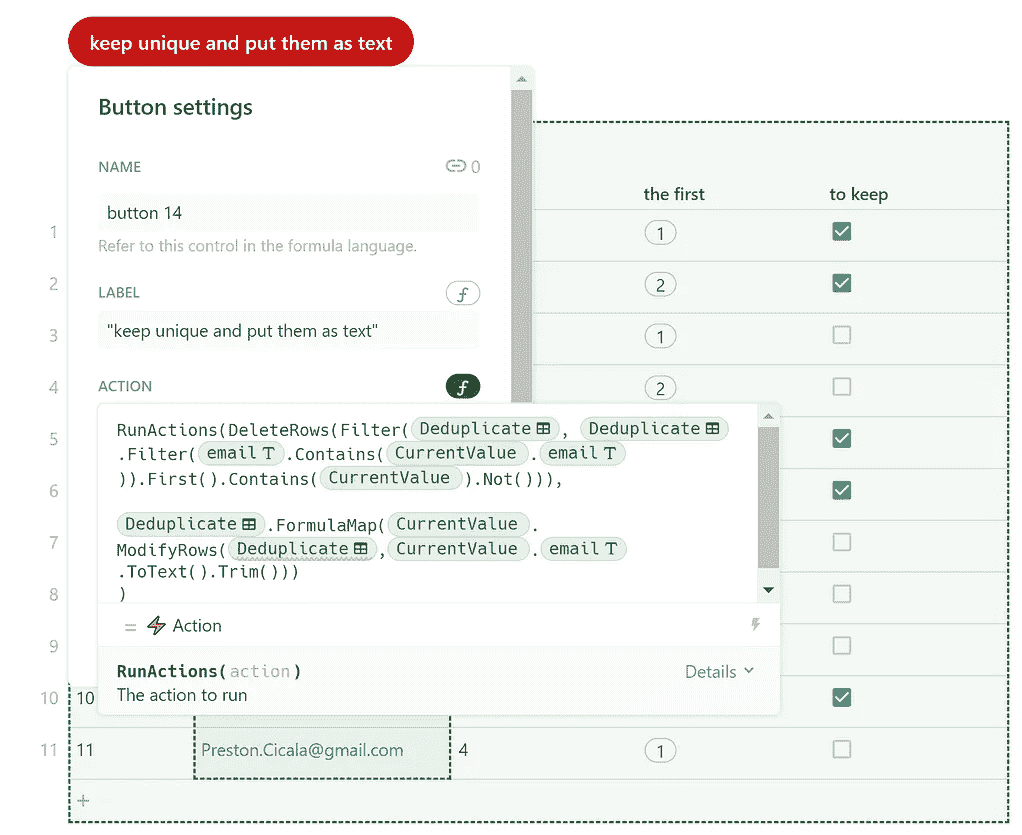 keep unique and put them as text
Button settings
NAME
0
button 14
Refer to this control in the formula language.
LABEL
f
"keep unique and put them as text"
ACTION
f
RunActions(DeleteRows(Filter( Deduplicate , Deduplicate
.Filter( email T .Contains( CurrentValue . email T
)).First().Contains( CurrentValue ).Not())),
Deduplicate .FormulaMap( CurrentValue .
ModifyRows( Deduplicate , CurrentValue . email T
.ToText().Trim()))
)
= Action
RunActions(action) Details
The action to run
the first to keep
1 1
2 2
3 1
4 2
5
6
7
8
9
10 10
11 11 Preston.Cicala@gmail.com 4 1
+